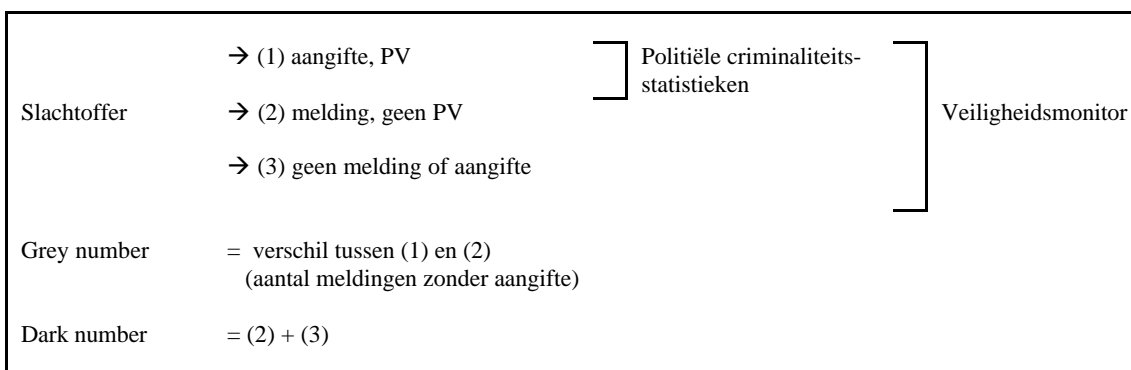 → (1) aangifte, PV
Politiële criminaliteits-
statistieken
Slachtoffer → (2) melding, geen PV
Veiligheidsmonitor
→ (3) geen melding of aangifte
Grey number = verschil tussen (1) en (2)
(aantal meldingen zonder aangifte)
Dark number = (2) + (3)